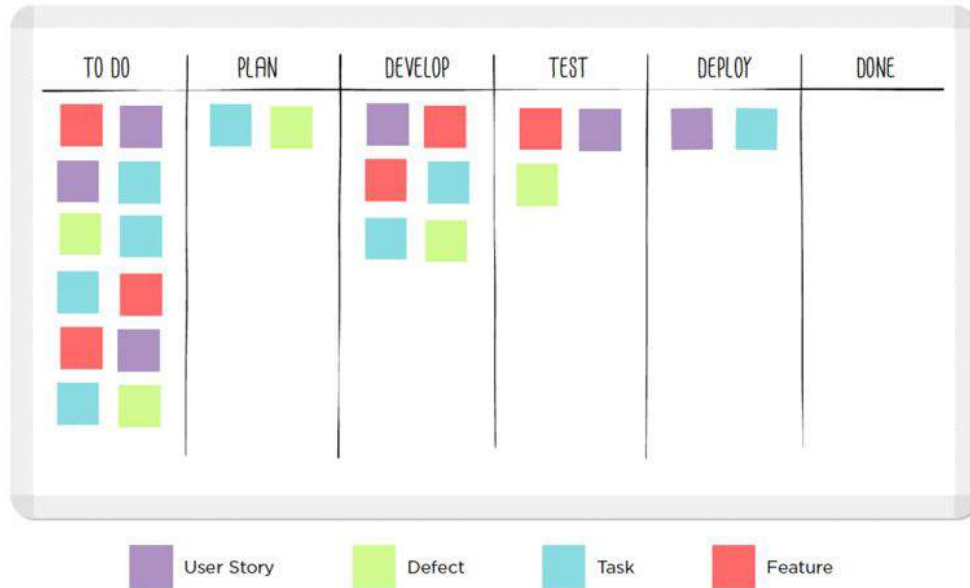 TO DO
PLAN
DEVELOP
TEST
DEPLOY
DONE
User Story
Defect
Task
Feature